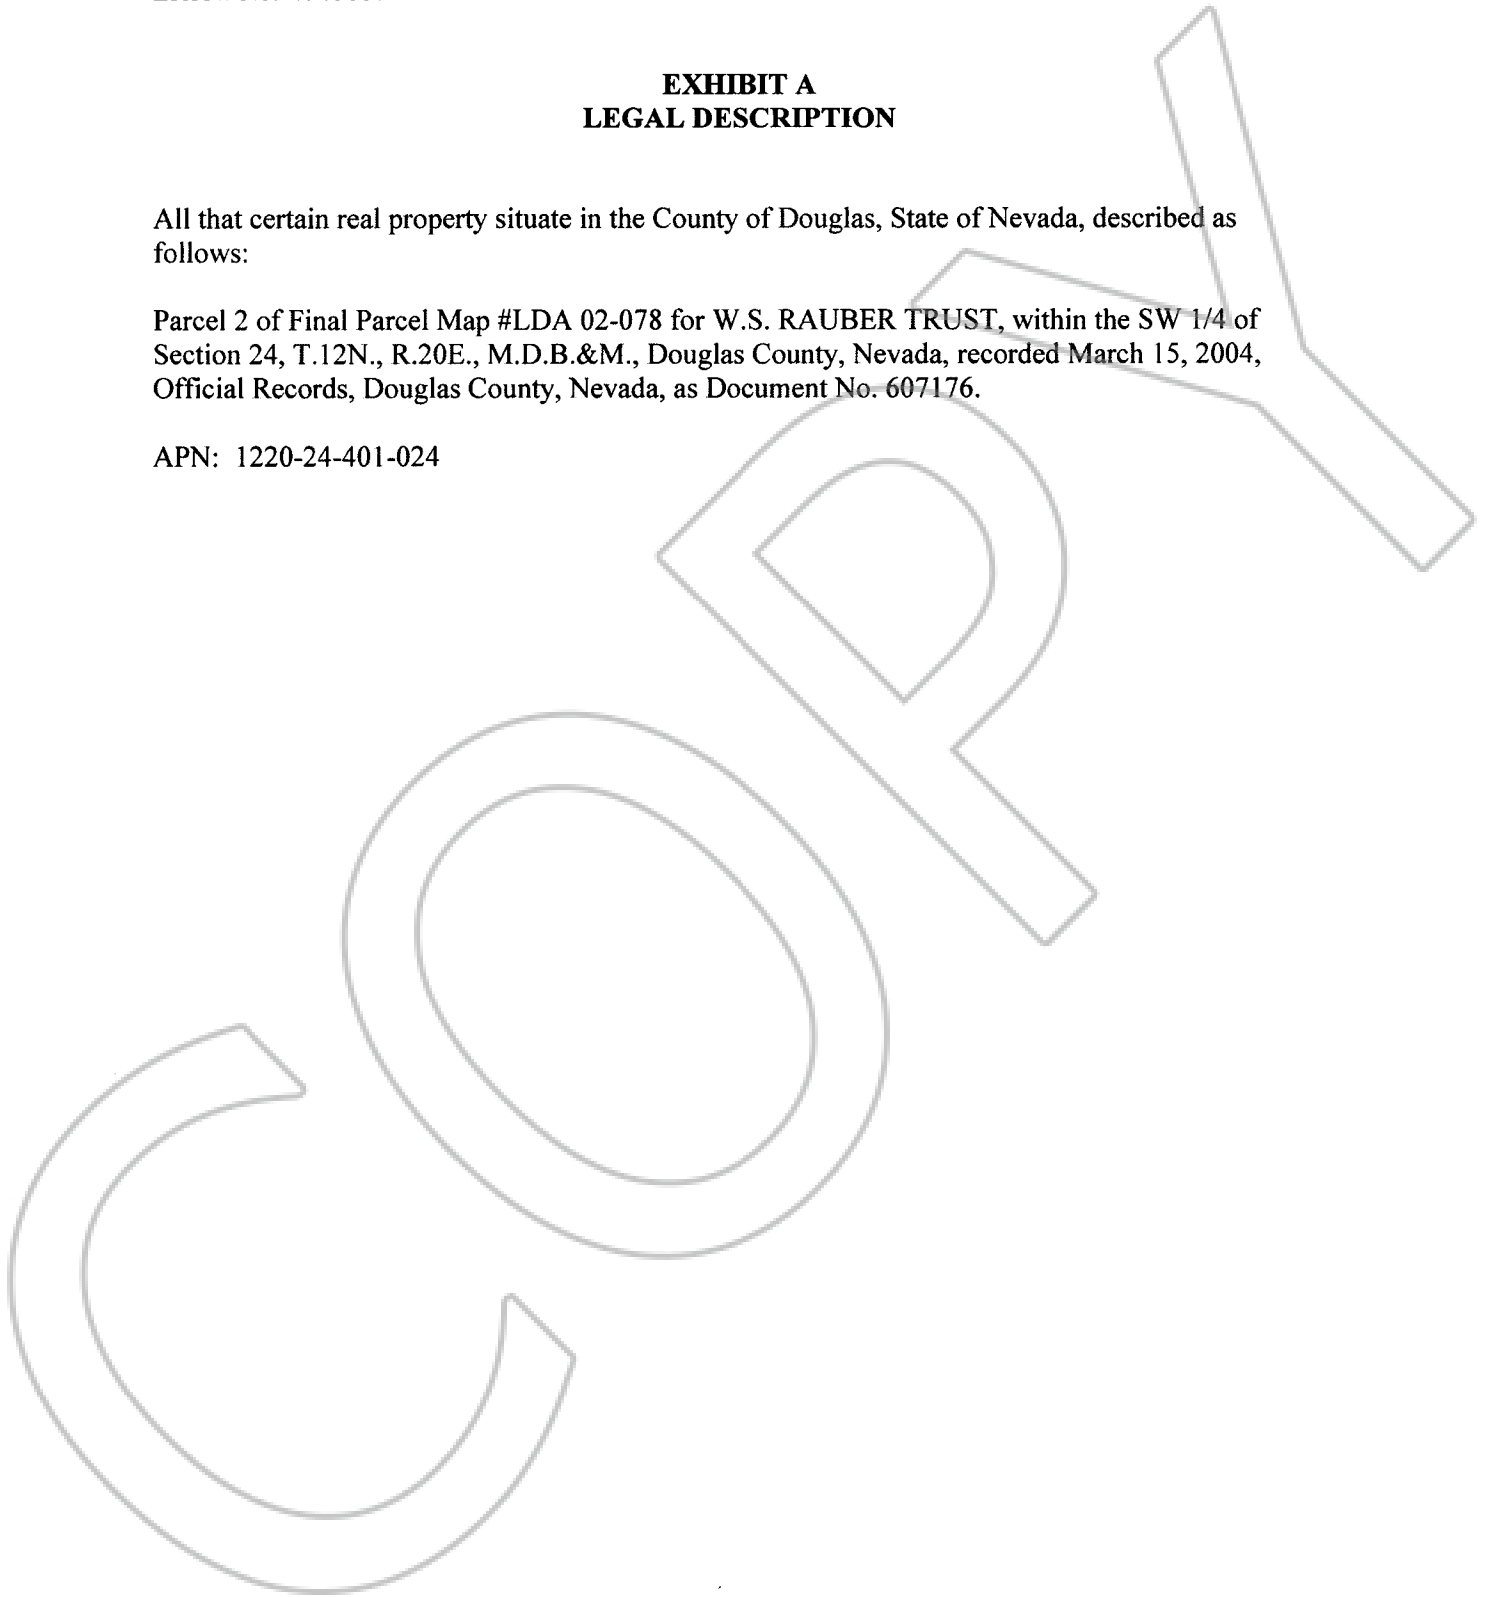 EXHIBIT A
LEGAL DESCRIPTION
All that certain real property situate in the County of Douglas, State of Nevada, described as
follows:
Parcel 2 of Final Parcel Map #LDA 02-078 for W.S. RAUBER TRUST, within the SW 1/4 of
Section 24, T.12N., R.20E., M.D.B.&M., Douglas County, Nevada, recorded March 15, 2004,
Official Records, Douglas County, Nevada, as Document No. 607176.
APN: 1220-24-401-024
COPY